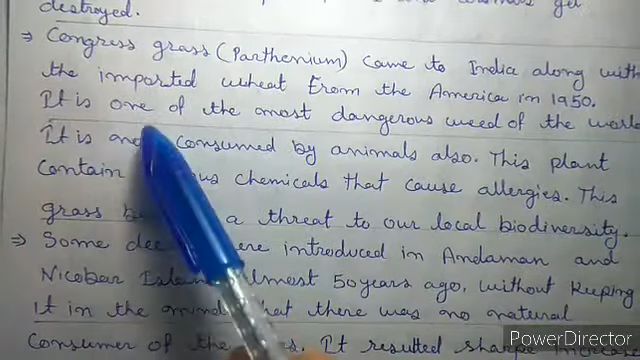 destroyed.
⇒ Congress grass (Parthenium) came to India along with
the imported wheat from the America in 1950.
It is one of the most dangerous weed of the world
It is consumed by animals also. This plant
contain chemicals that cause allergies. This
grass a threat to our local biodiversity.
⇒ Some introduced in Andaman and
Nicobar almost 50 years ago, without keeping
it in the mind that there was no natural
consumer of the It resulted
PowerDirector